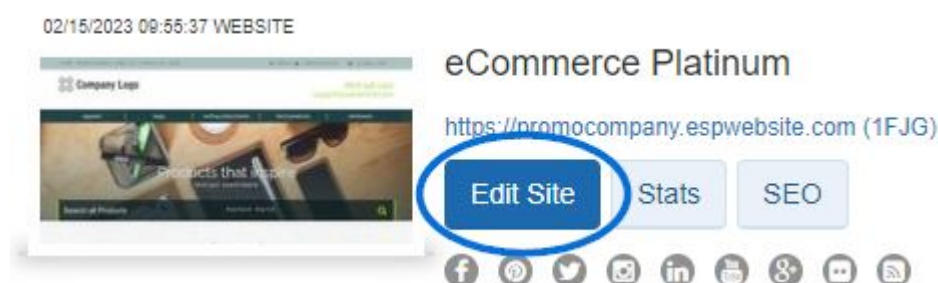 02/15/2023 09:55:37 WEBSITE
eCommerce Platinum
Company Logo
https://promocompany.espwebsite.com (1FJG)
Products that inspire
Edit Site
Stats
SEO
Search all Products